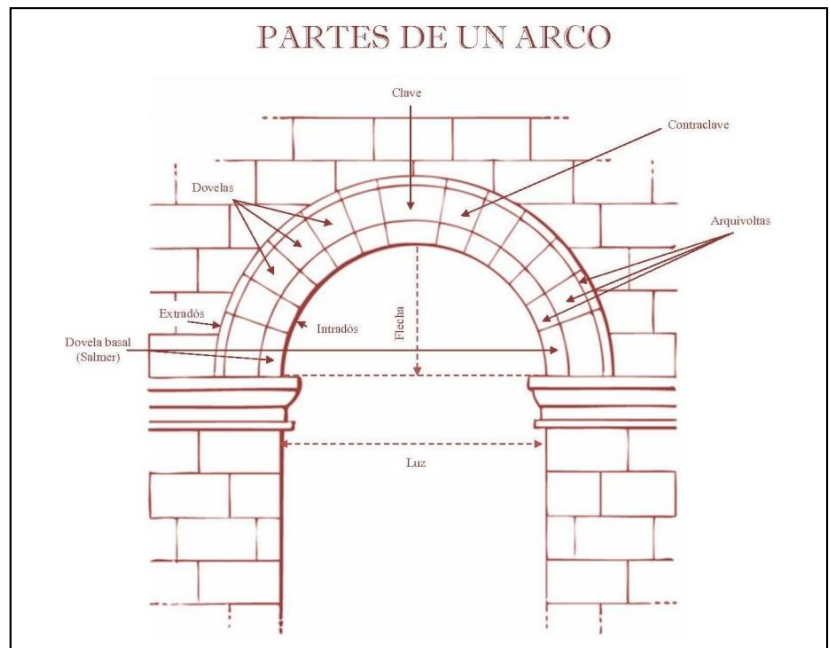 PARTES DE UN ARCO
Clave
Contraclave
Dovelas
Arquivoltas
Extradós
Intradós
Flecha
Dovela basal
(Salmer)
Luz